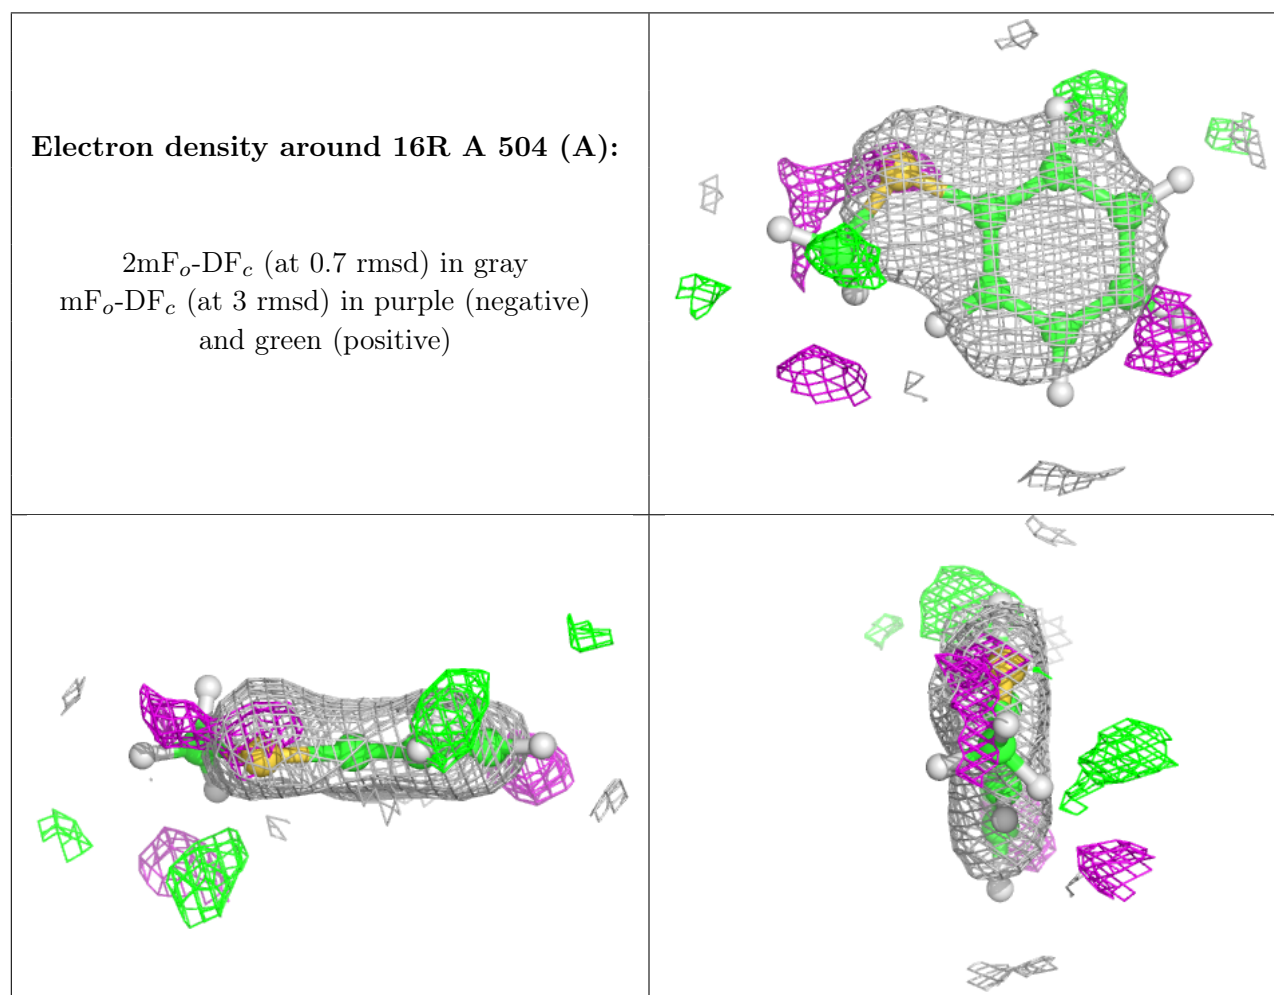 Electron density around 16R A 504 (A):
2mFₒ-DF𝒸 (at 0.7 rmsd) in gray
mFₒ-DF𝒸 (at 3 rmsd) in purple (negative)
and green (positive)